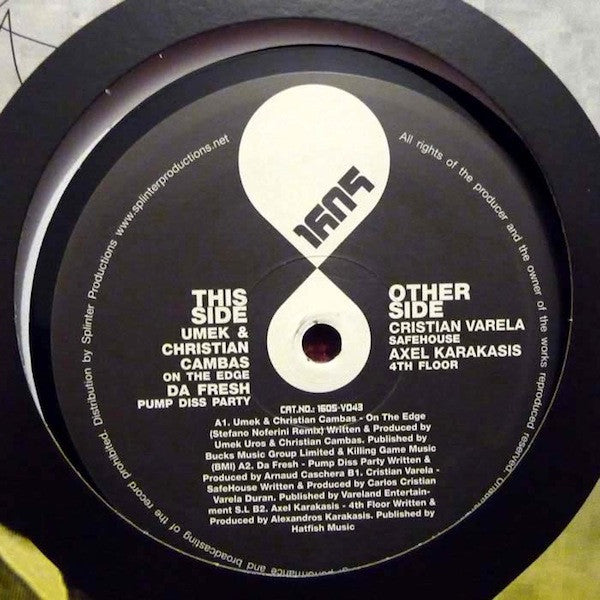 1605
THIS
SIDE
UMEK &
CHRISTIAN
CAMBAS
ON THE EDGE
DA FRESH
PUMP DISS PARTY
OTHER
SIDE
CRISTIAN VARELA
SAFEHOUSE
AXEL KARAKASIS
4TH FLOOR
CAT.NO.: 1605-V043
A1. Umek & Christian Cambas - On The Edge
(Stefano Noferini Remix) Written & Produced by
Umek Uros & Christian Cambas. Published by
Bucks Music Group Limited & Killing Game Music
(BMI) A2. Da Fresh - Pump Diss Party Written &
Produced by Arnaud Caschera B1. Cristian Varela -
SafeHouse Written & Produced by Carlos Cristian
Varela Duran. Published by Vareland Entertain-
ment S.L B2. Axel Karakasis - 4th Floor Written &
Produced by Alexandros Karakasis. Published by
Hatfish Music
All rights of the producer and the owner of the works reproduced reserved. performance and broadcasting of the record prohibited. Distribution by Splinter Productions www.splinterproductions.net